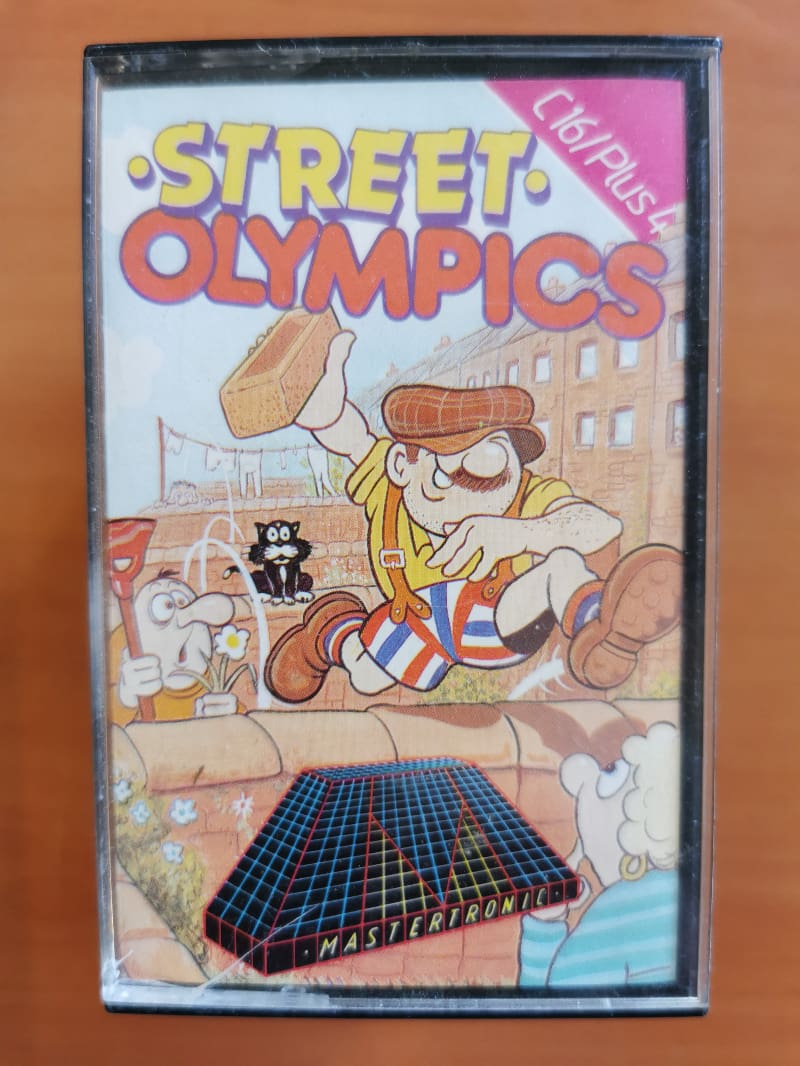 C16/Plus 4
·STREET·
OLYMPICS
· MASTERTRONIC ·